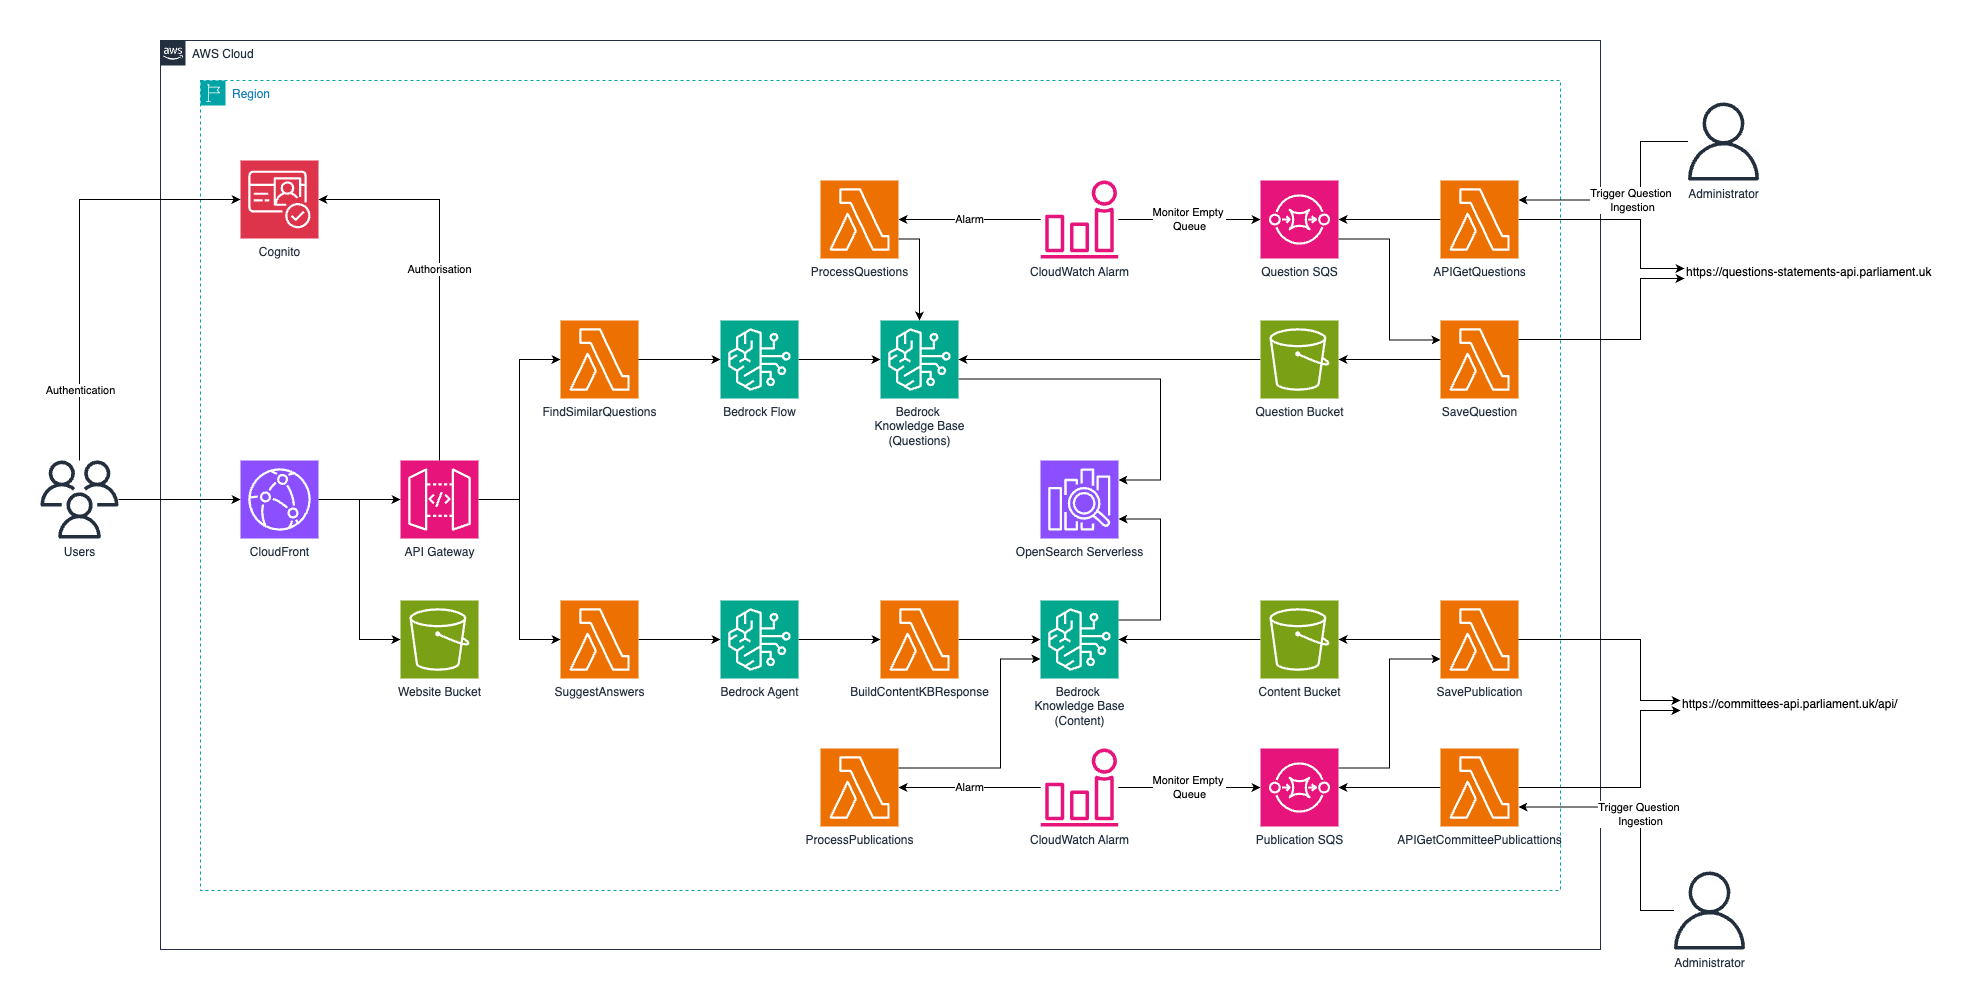 aws
AWS Cloud
Region
Administrator
Trigger Question
Ingestion
Cognito
Authorisation
ProcessQuestions
Alarm
CloudWatch Alarm
Monitor Empty
Queue
Question SQS
APIGetQuestions
https://questions-statements-api.parliament.uk
Authentication
FindSimilarQuestions
Bedrock Flow
Bedrock
Knowledge Base
(Questions)
Question Bucket
SaveQuestion
Users
CloudFront
API Gateway
OpenSearch Serverless
Website Bucket
SuggestAnswers
Bedrock Agent
BuildContentKBResponse
Bedrock
Knowledge Base
(Content)
Content Bucket
SavePublication
https://committees-api.parliament.uk/api/
ProcessPublications
Alarm
CloudWatch Alarm
Monitor Empty
Queue
Publication SQS
APIGetCommitteePublicattions
Trigger Question
Ingestion
Administrator